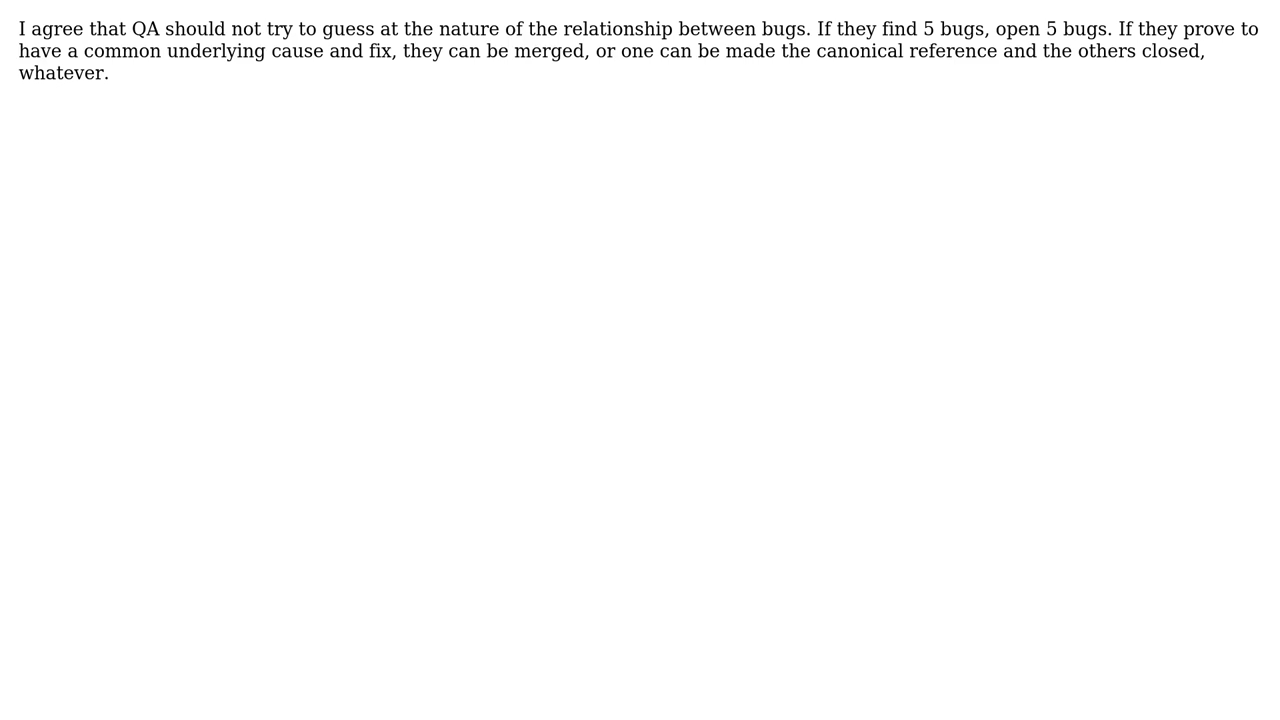 I agree that QA should not try to guess at the nature of the relationship between bugs. If they find 5 bugs, open 5 bugs. If they prove to
have a common underlying cause and fix, they can be merged, or one can be made the canonical reference and the others closed,
whatever.